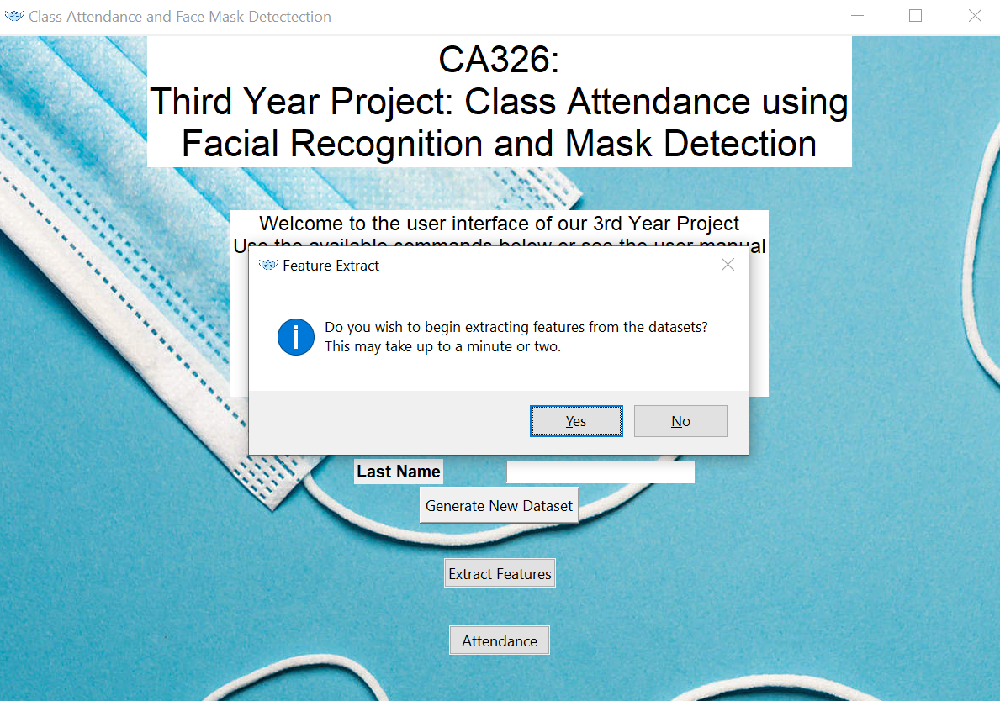 Class Attendance and Face Mask Detectection
CA326:
Third Year Project: Class Attendance using
Facial Recognition and Mask Detection
Welcome to the user interface of our 3rd Year Project
Use the available commands below or see the user manual
Feature Extract
Do you wish to begin extracting features from the datasets?
This may take up to a minute or two.
Yes
No
Last Name
Generate New Dataset
Extract Features
Attendance